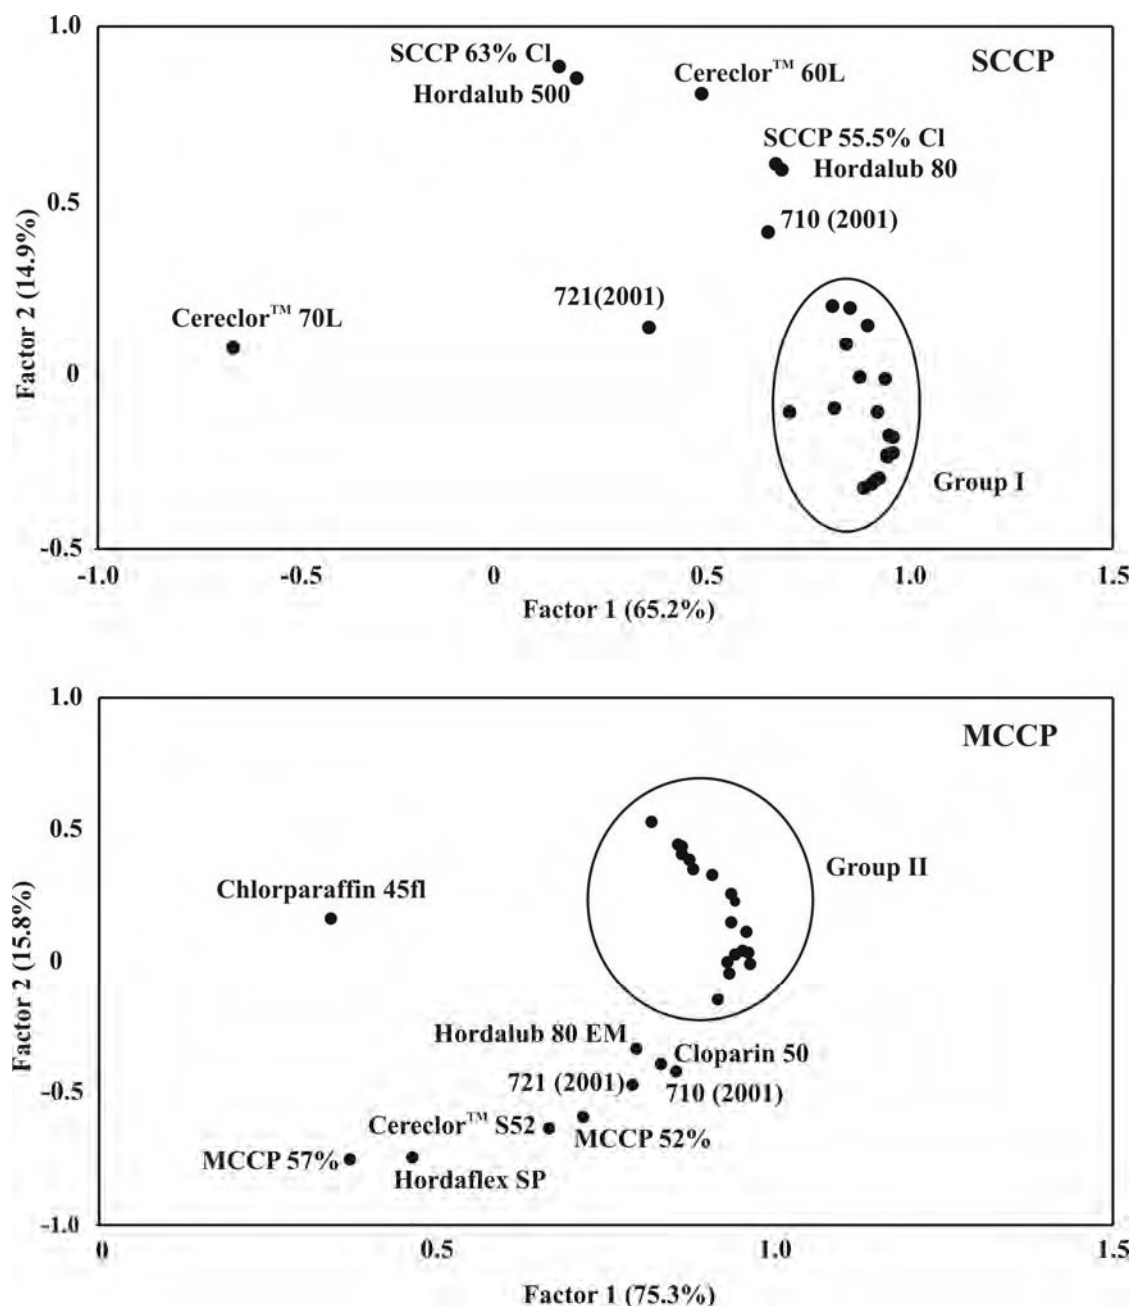 1.0
SCCP 63% Cl
Cereclor™ 60L
SCCP
Hordalub 500
SCCP 55.5% Cl
Hordalub 80
0.5
710 (2001)
721(2001)
Cereclor™ 70L
0
Factor 2 (14.9%)
Group I
-0.5
-1.0 -0.5 0 0.5 1.0 1.5
Factor 1 (65.2%)
1.0
MCCP
0.5
Group II
Chlorparaffin 45fl
0
Factor 2 (15.8%)
Hordalub 80 EM
Cloparin 50
721 (2001)
710 (2001)
-0.5
Cereclor™ S52
MCCP 52%
MCCP 57%
Hordaflex SP
-1.0
0 0.5 1.0 1.5
Factor 1 (75.3%)